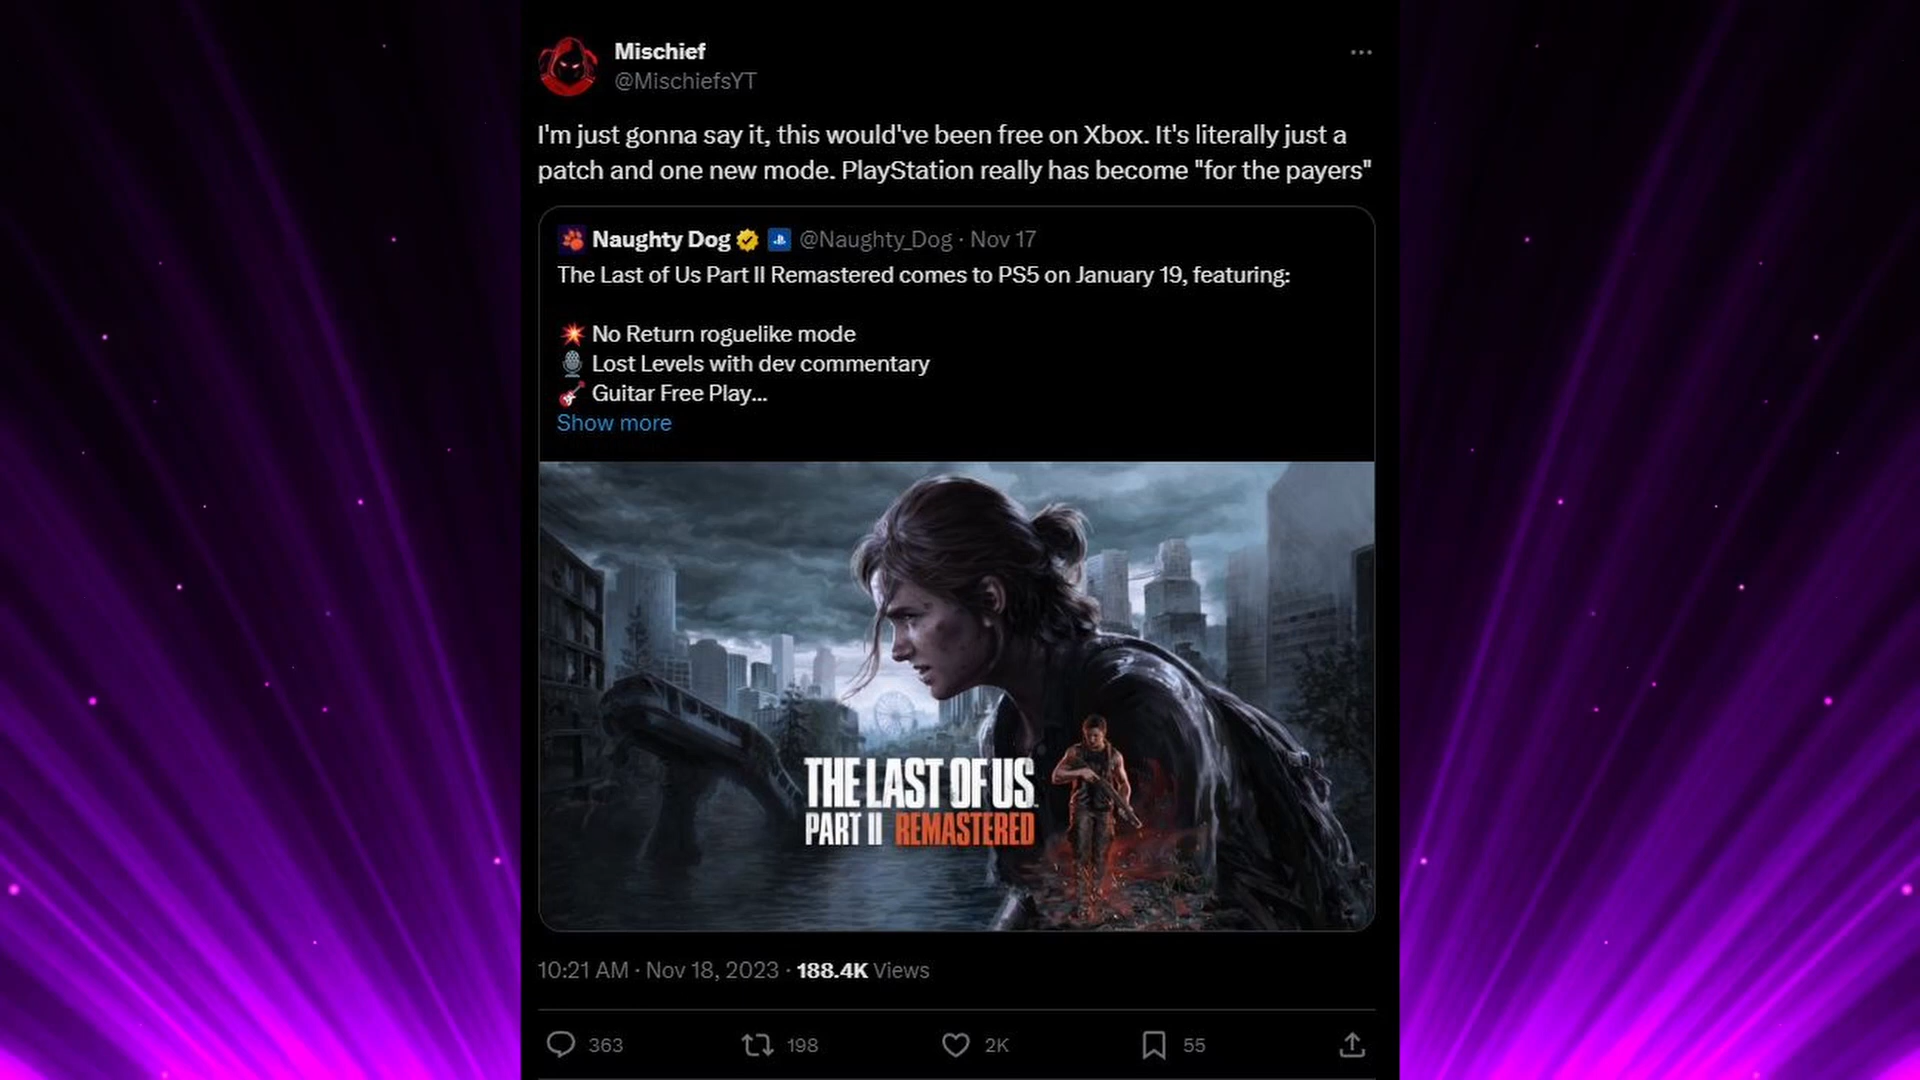 Mischief
@MischiefsYT
I'm just gonna say it, this would've been free on Xbox. It's literally just a
patch and one new mode. PlayStation really has become "for the payers"
Naughty Dog @Naughty_Dog · Nov 17
The Last of Us Part II Remastered comes to PS5 on January 19, featuring:
No Return roguelike mode
Lost Levels with dev commentary
Guitar Free Play...
Show more
THE LAST OF US
PART II REMASTERED
10:21 AM · Nov 18, 2023 · 188.4K Views
363 198 2K 55